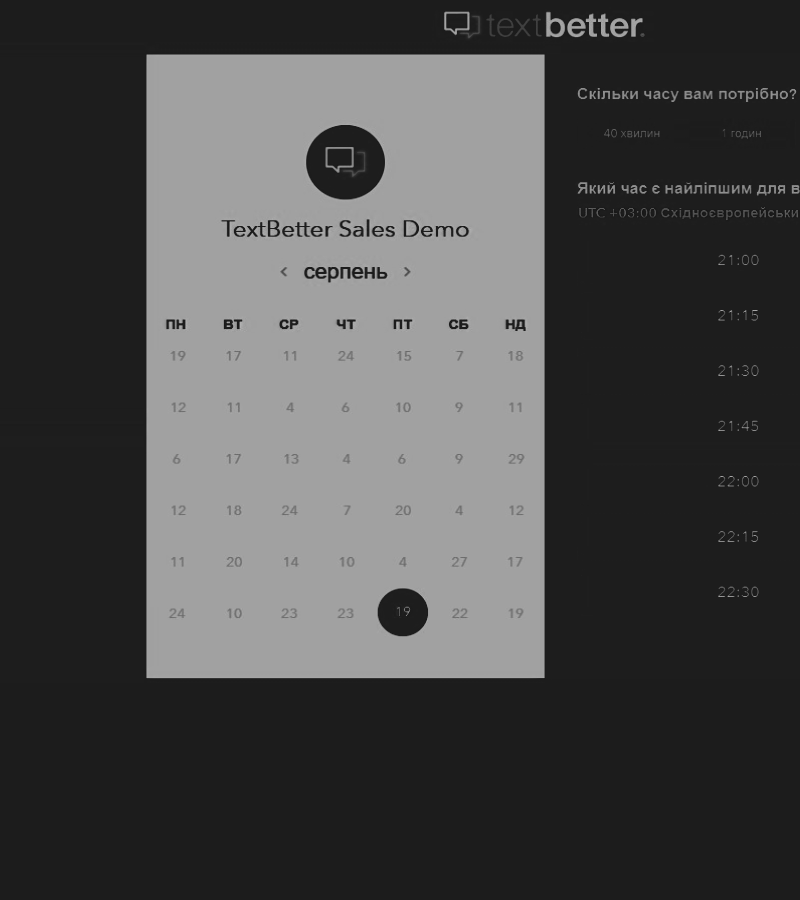 textbetter.
TextBetter Sales Demo
серпень
ПН ВТ СР ЧТ ПТ СБ НД
19 17 11 24 15 7 18
12 11 4 6 10 9 11
6 17 13 4 6 9 29
12 18 24 7 20 4 12
11 20 14 10 4 27 17
24 10 23 23 19 22 19
Скільки часу вам потрібно?
40 хвилин 1 годин
Який час є найліпшим для в
UTC +03:00 Східноєвропейськи
21:00
21:15
21:30
21:45
22:00
22:15
22:30